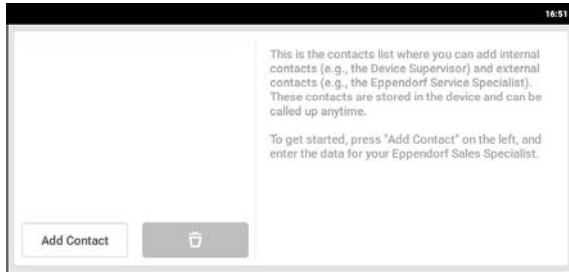 16:51
This is the contacts list where you can add internal
contacts (e.g., the Device Supervisor) and external
contacts (e.g., the Eppendorf Service Specialist).
These contacts are stored in the device and can be
called up anytime.
To get started, press "Add Contact" on the left, and
enter the data for your Eppendorf Sales Specialist.
Add Contact